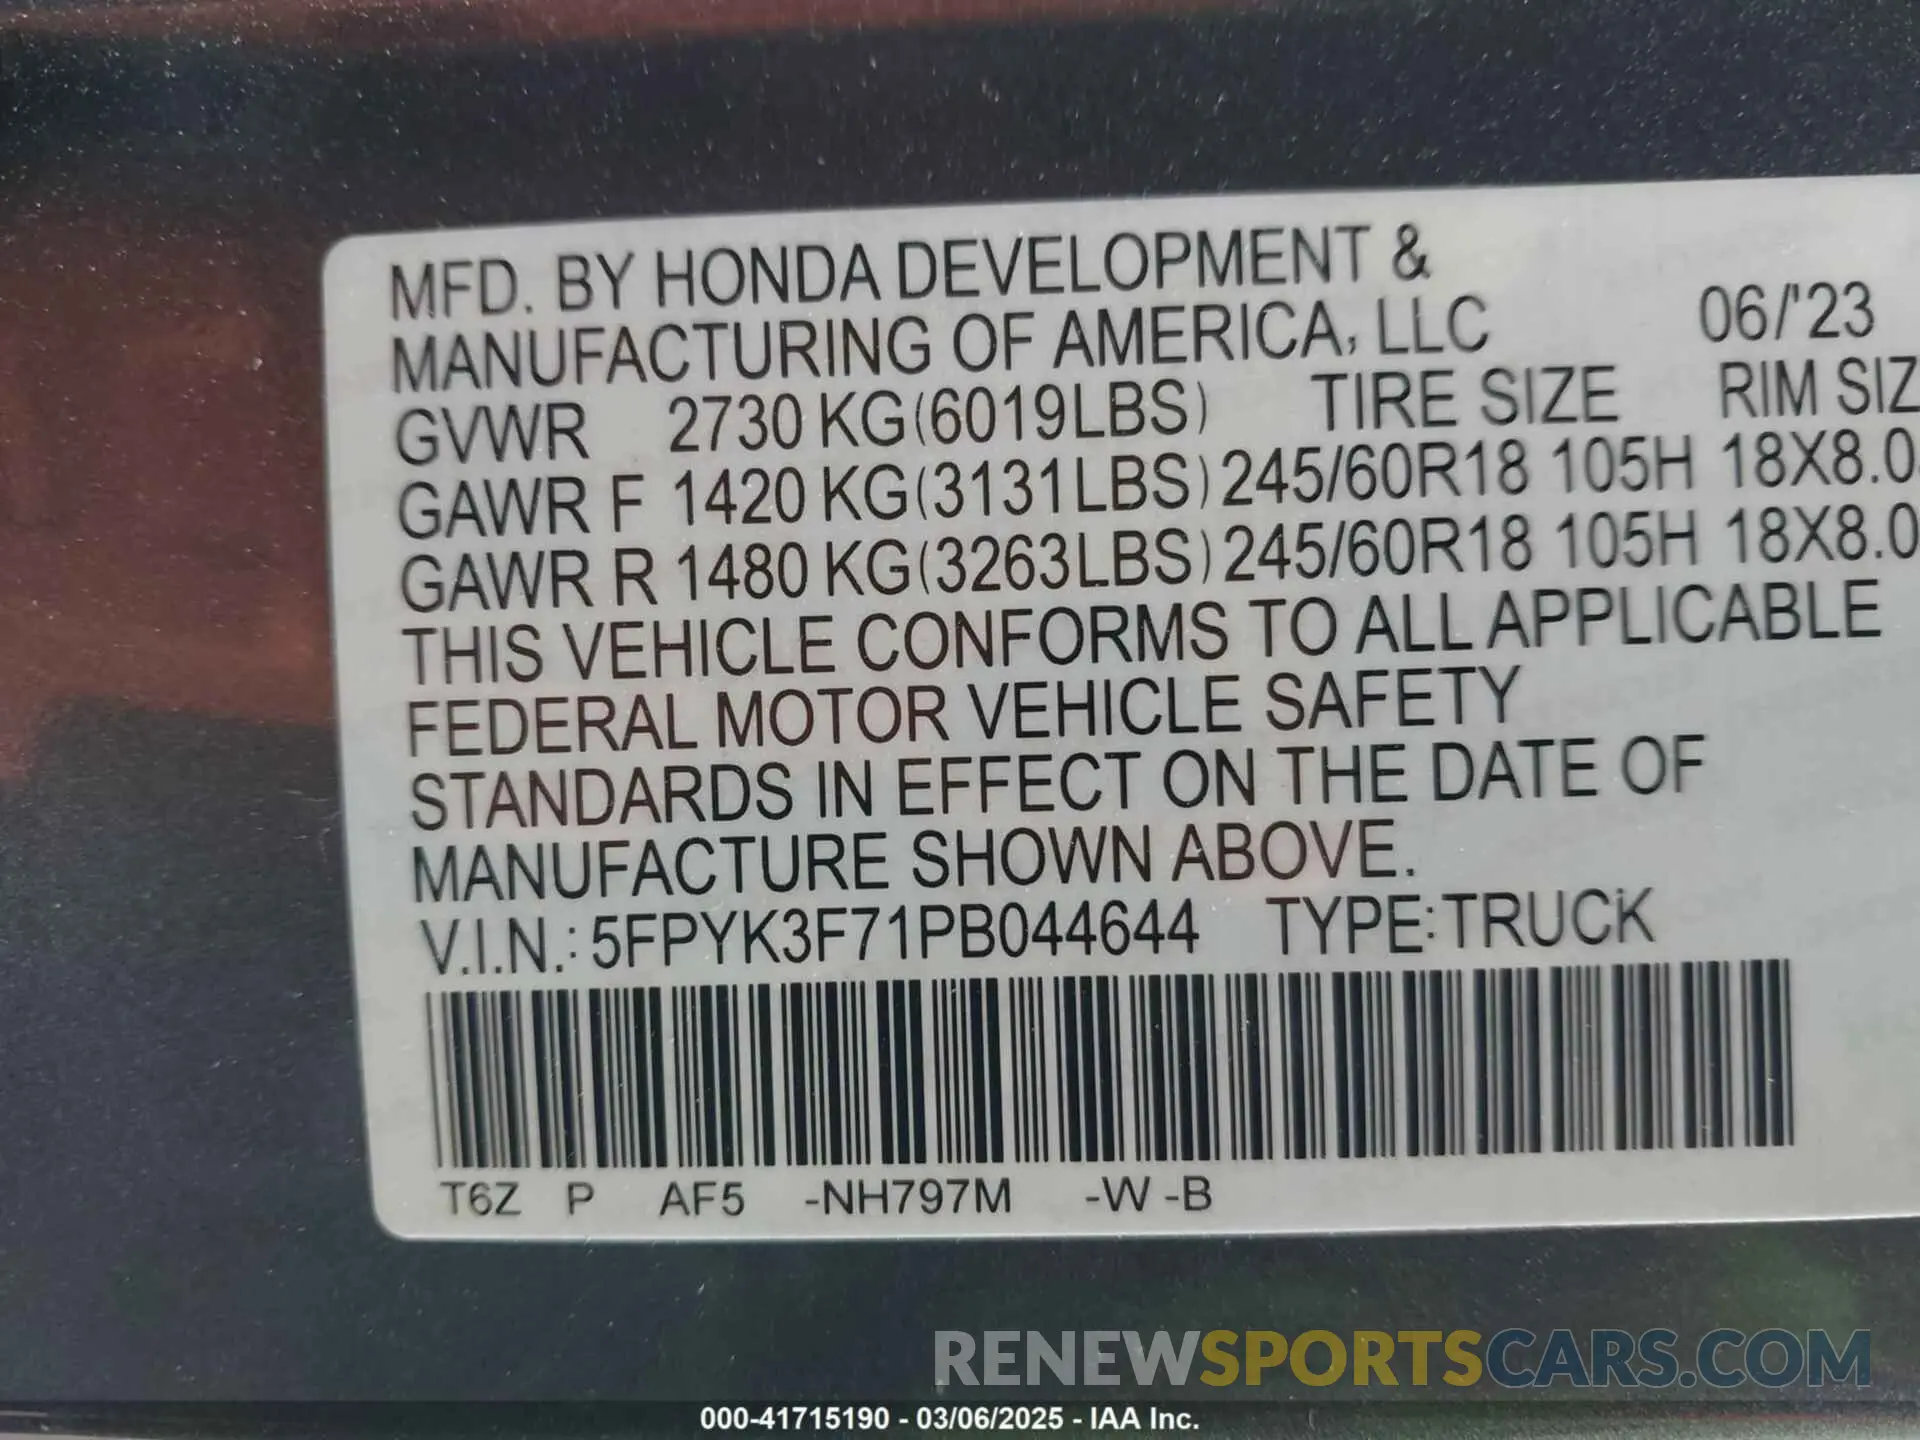 MFD. BY HONDA DEVELOPMENT &
MANUFACTURING OF AMERICA, LLC 06/'23
GVWR 2730 KG(6019LBS) TIRE SIZE RIM SIZ
GAWR F 1420 KG(3131LBS) 245/60R18 105H 18X8.0
GAWR R 1480 KG(3263LBS) 245/60R18 105H 18X8.0
THIS VEHICLE CONFORMS TO ALL APPLICABLE
FEDERAL MOTOR VEHICLE SAFETY
STANDARDS IN EFFECT ON THE DATE OF
MANUFACTURE SHOWN ABOVE.
V.I.N.: 5FPYK3F71PB044644 TYPE:TRUCK
T6Z P AF5 -NH797M -W -B
RENEWSPORTSCARS.COM
000-41715190 - 03/06/2025 - IAA Inc.